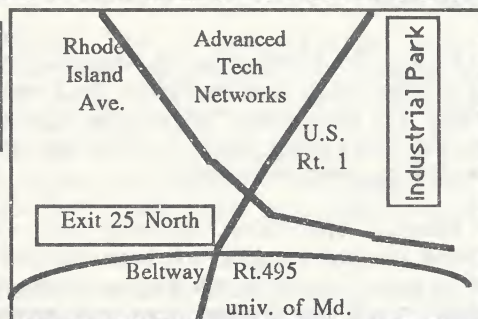 Rhode
Island
Ave.
Advanced
Tech
Networks
U.S.
Rt. 1
Industrial Park
Exit 25 North
Beltway Rt.495
univ. of Md.